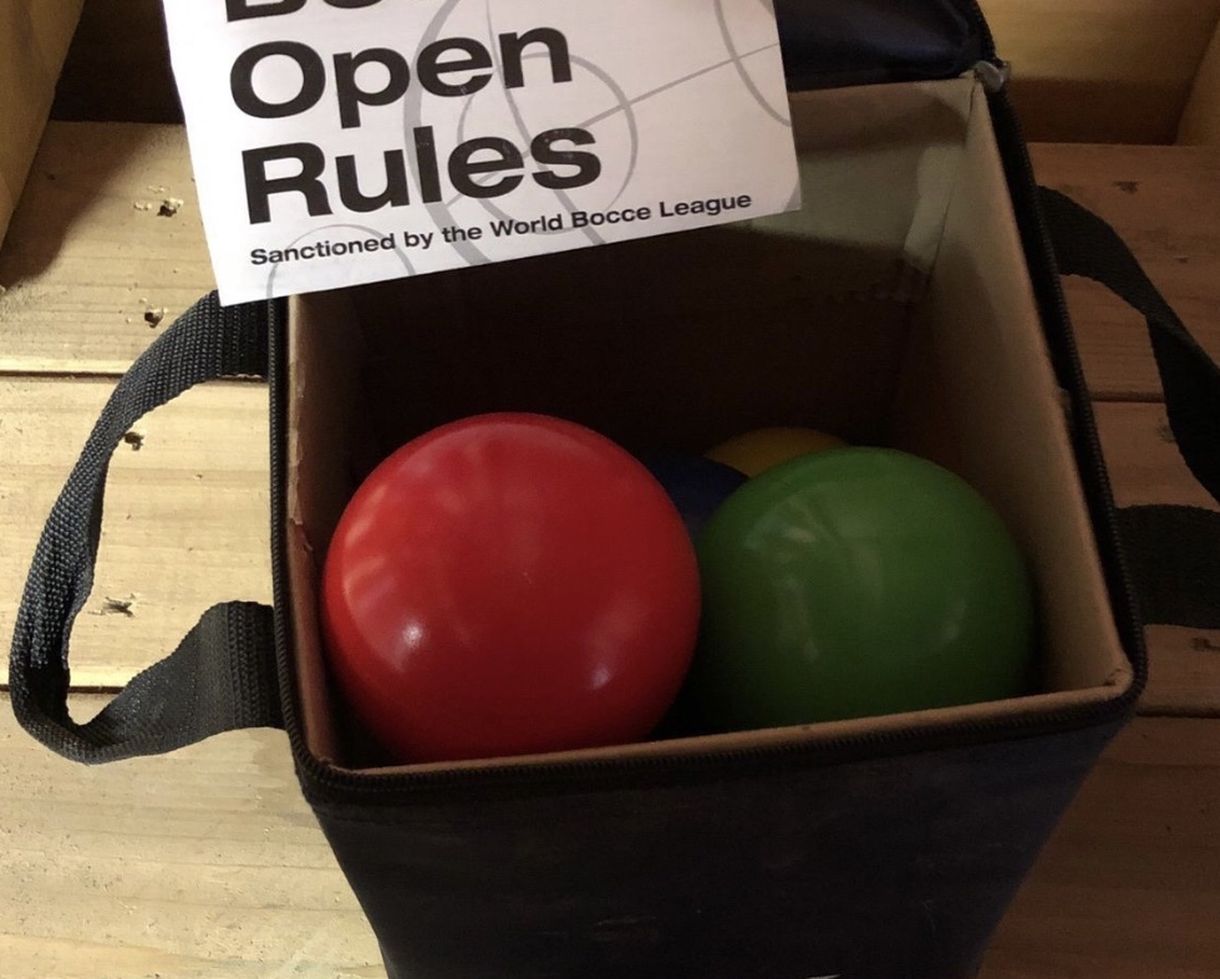 Open
Rules
Sanctioned by the World Bocce League